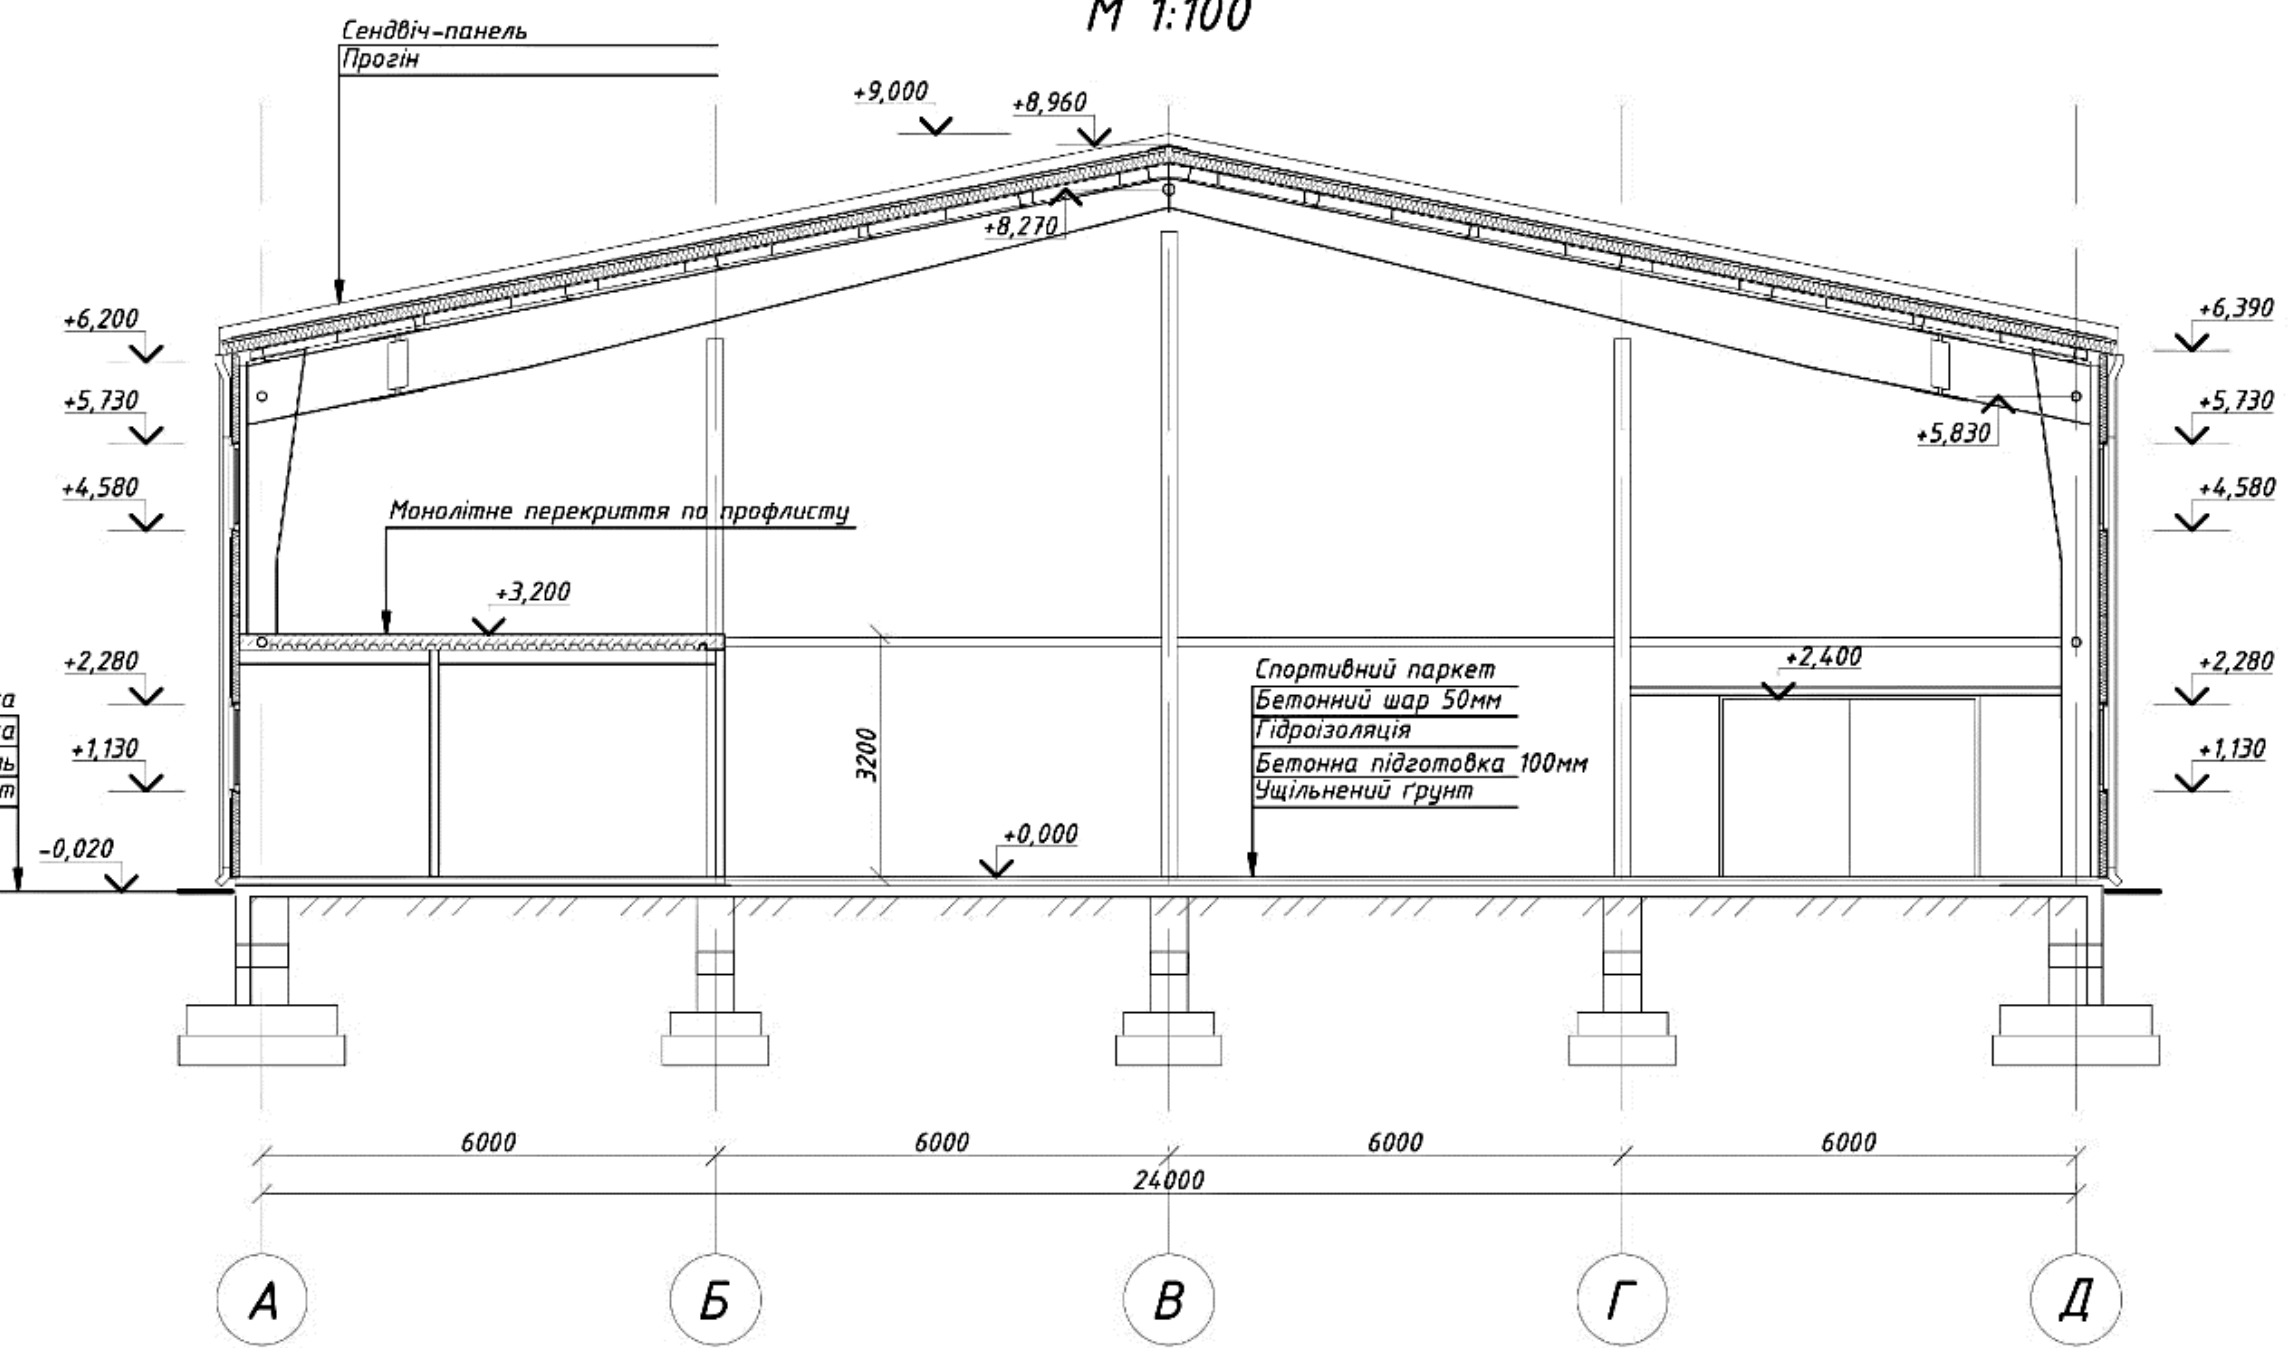 М 1:100
Сендвіч-панель
Прогін
+9,000
+8,960
+8,270
+6,200
+6,390
+5,730
+5,730
+5,830
+4,580
+4,580
Монолітне перекриття по профлисту
+3,200
+2,280
+2,400
+2,280
Спортивний паркет
Бетонний шар 50мм
Гідроізоляція
Бетонна підготовка 100мм
Ущільнений ґрунт
3200
+1,130
+1,130
-0,020
+0,000
6000
6000
6000
6000
24000
А
Б
В
Г
Д